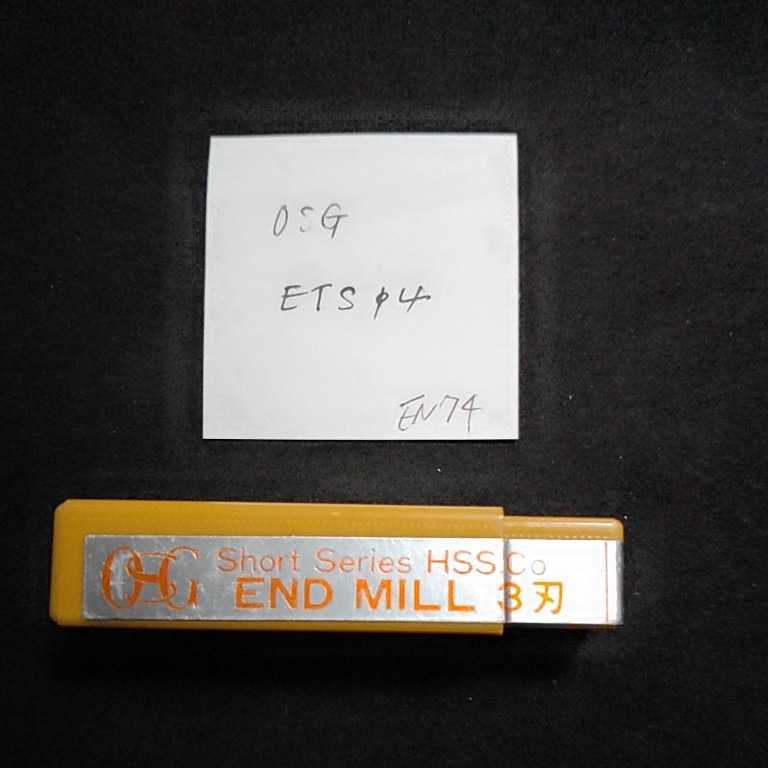 OSG
ETS φ4
EN74
OSG
Short Series HSS.Co
END MILL 3刃